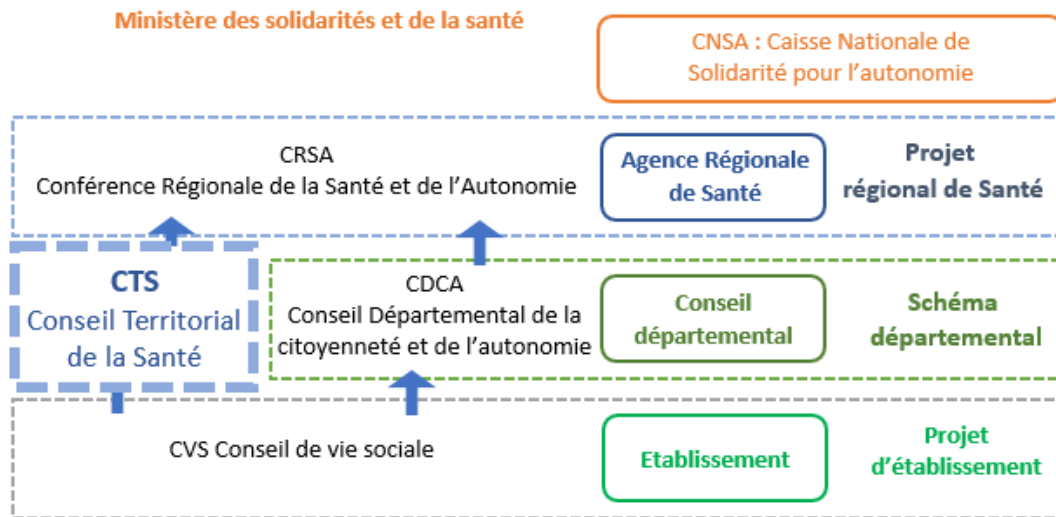 Ministère des solidarités et de la santé
CNSA : Caisse Nationale de
Solidarité pour l’autonomie
CRSA
Conférence Régionale de la Santé et de l’Autonomie
Agence Régionale
de Santé
Projet
régional de Santé
CTS
Conseil Territorial
de la Santé
CDCA
Conseil Départemental de la
citoyenneté et de l’autonomie
Conseil
départemental
Schéma
départemental
CVS Conseil de vie sociale
Etablissement
Projet
d’établissement